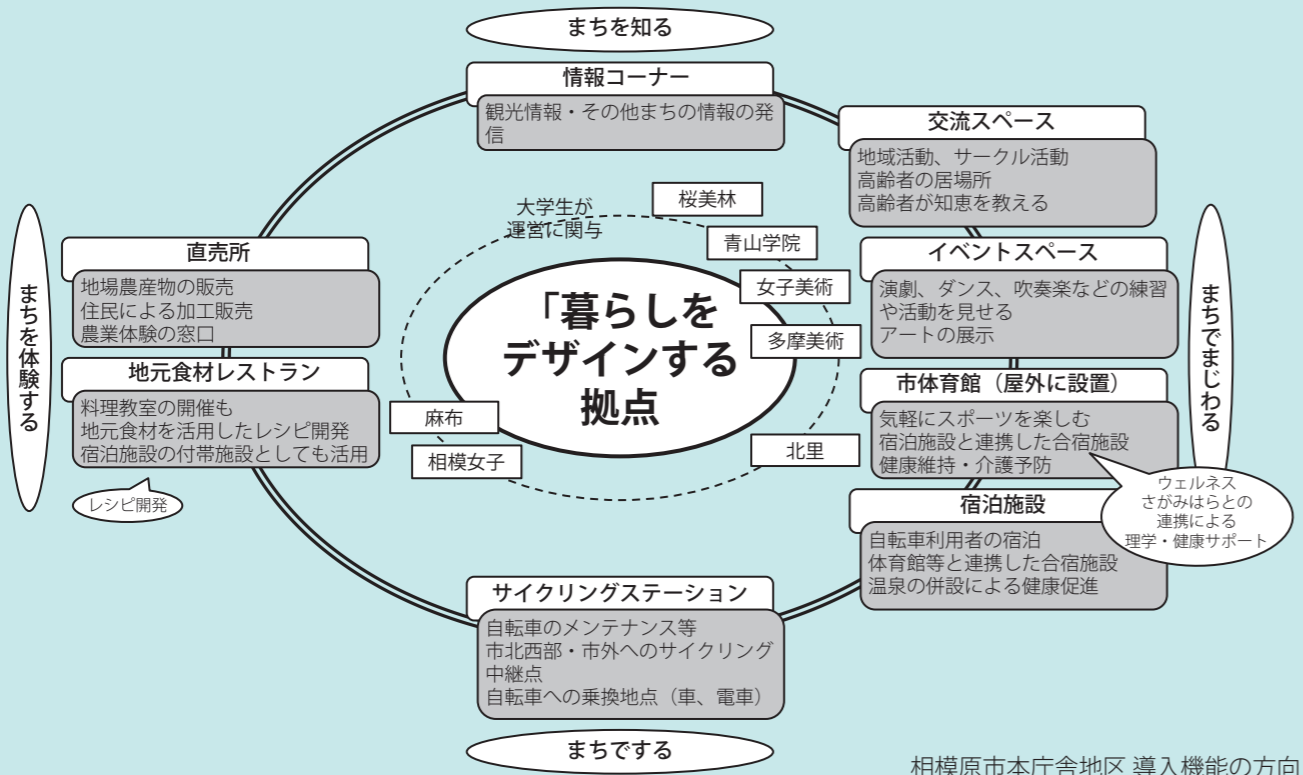 まちを知る
情報コーナー
観光情報・その他まちの情報の発
信
交流スペース
地域活動、サークル活動
高齢者の居場所
高齢者が知恵を教える
イベントスペース
演劇、ダンス、吹奏楽などの練習
や活動を見せる
アートの展示
まちでまじわる
市体育館（屋外に設置）
気軽にスポーツを楽しむ
宿泊施設と連携した合宿施設
健康維持・介護予防
ウェルネス
さがみはらとの
連携による
理学・健康サポート
宿泊施設
自転車利用者の宿泊
体育館等と連携した合宿施設
温泉の併設による健康促進
サイクリングステーション
自転車のメンテナンス等
市北西部・市外へのサイクリング
中継点
自転車への乗換地点（車、電車）
まちでする
まちを体験する
直売所
地場農産物の販売
住民による加工販売
農業体験の窓口
地元食材レストラン
料理教室の開催も
地元食材を活用したレシピ開発
宿泊施設の付帯施設としても活用
レシピ開発
大学生が
運営に関与
桜美林
青山学院
女子美術
多摩美術
北里
麻布
相模女子
「暮らしを
デザインする
拠点
相模原市本庁舎地区 導入機能の方向